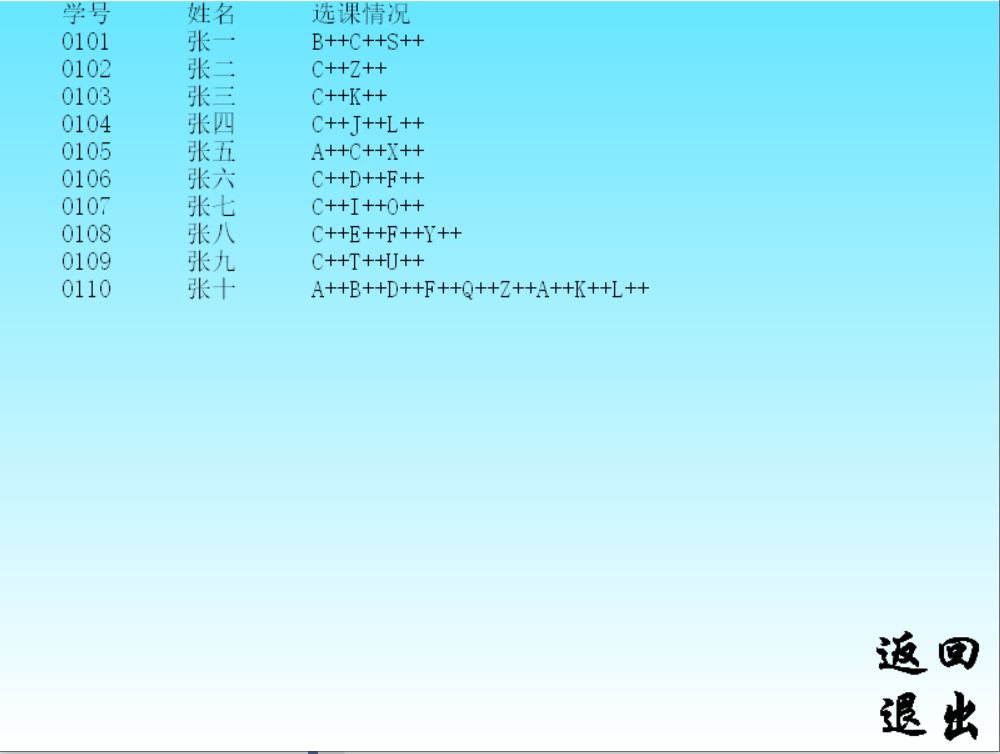 学号 姓名 选课情况
0101 张一 B++C++S++
0102 张二 C++Z++
0103 张三 C++K++
0104 张四 C++J++L++
0105 张五 A++C++X++
0106 张六 C++D++F++
0107 张七 C++I++O++
0108 张八 C++E++F++Y++
0109 张九 C++T++U++
0110 张十 A++B++D++F++Q++Z++A++K++L++
返回
退出